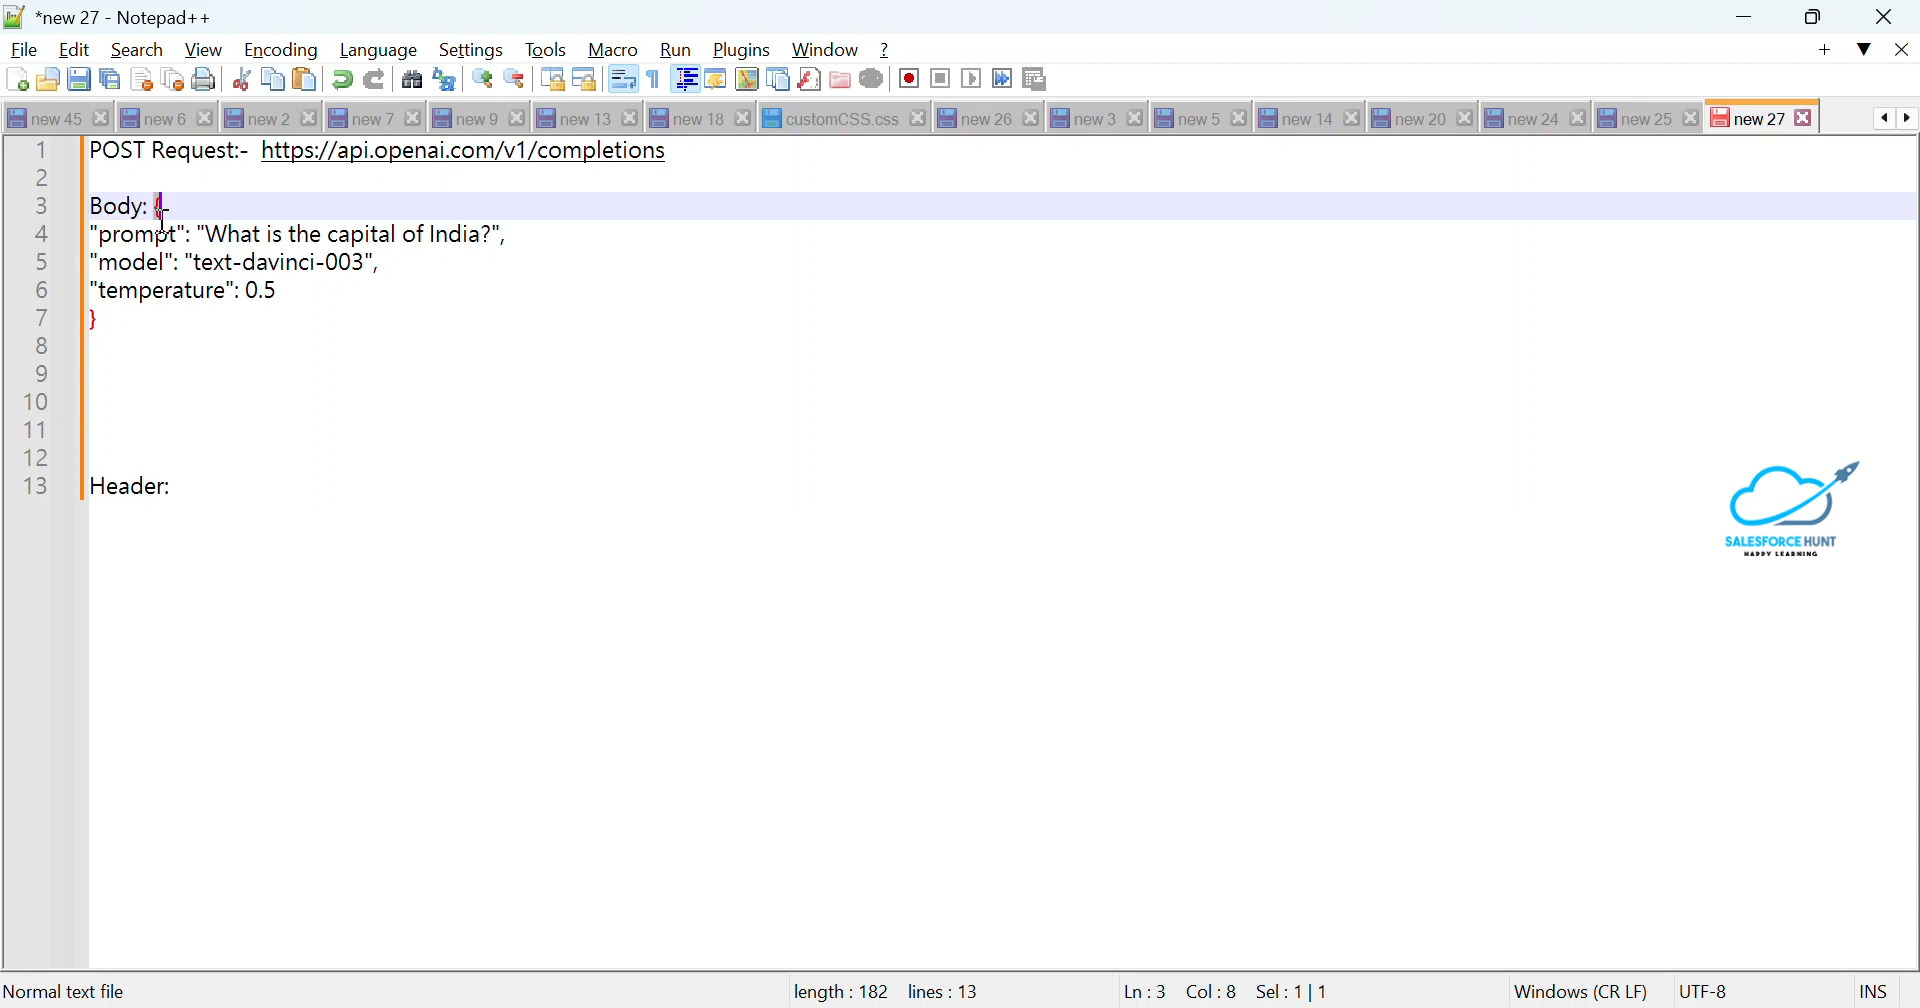 *new 27 - Notepad++
File Edit Search View Encoding Language Settings Tools Macro Run Plugins Window ?
new 45 new 6 new 2 new 7 new 9 new 13 new 18 customCSS.css new 26 new 3 new 5 new 14 new 20 new 24 new 25 new 27
1 POST Request:- https://api.openai.com/v1/completions
2
3 Body: {
4 "prompt": "What is the capital of India?",
5 "model": "text-davinci-003",
6 "temperature": 0.5
7 }
8
9
10
11
12
13 Header:
SALESFORCE HUNT
HAPPY LEARNING
Normal text file length : 182 lines : 13 Ln : 3 Col : 8 Sel : 1 | 1 Windows (CR LF) UTF-8 INS